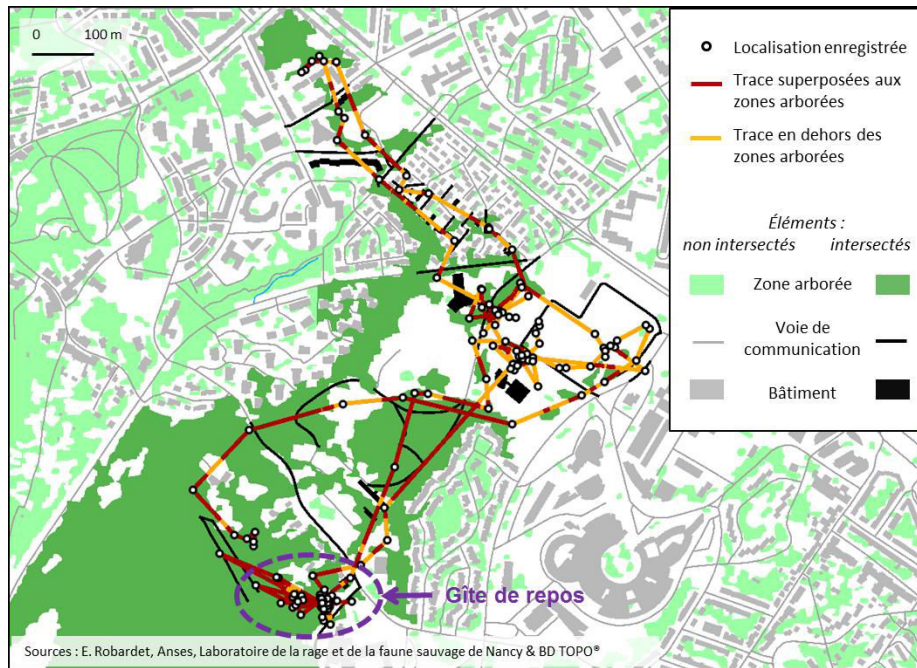 0 100 m
Localisation enregistrée
Trace superposées aux
zones arborées
Trace en dehors des
zones arborées
Éléments :
non intersectés intersectés
Zone arborée
Voie de
communication
Bâtiment
Gîte de repos
Sources : E. Robardet, Anses, Laboratoire de la rage et de la faune sauvage de Nancy & BD TOPO®